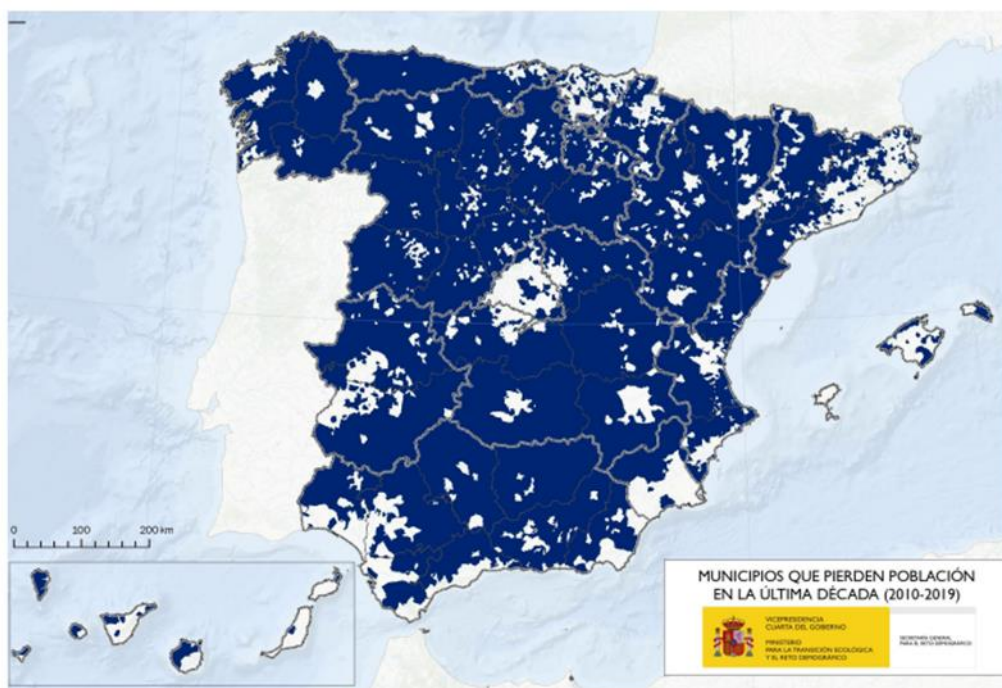 0 100 200 km
MUNICIPIOS QUE PIERDEN POBLACIÓN
EN LA ÚLTIMA DÉCADA (2010-2019)
VICEPRESIDENCIA
CUARTA DEL GOBIERNO
MINISTERIO
PARA LA TRANSICIÓN ECOLÓGICA
Y EL RETO DEMOGRÁFICO
SECRETARÍA GENERAL
PARA EL RETO DEMOGRÁFICO